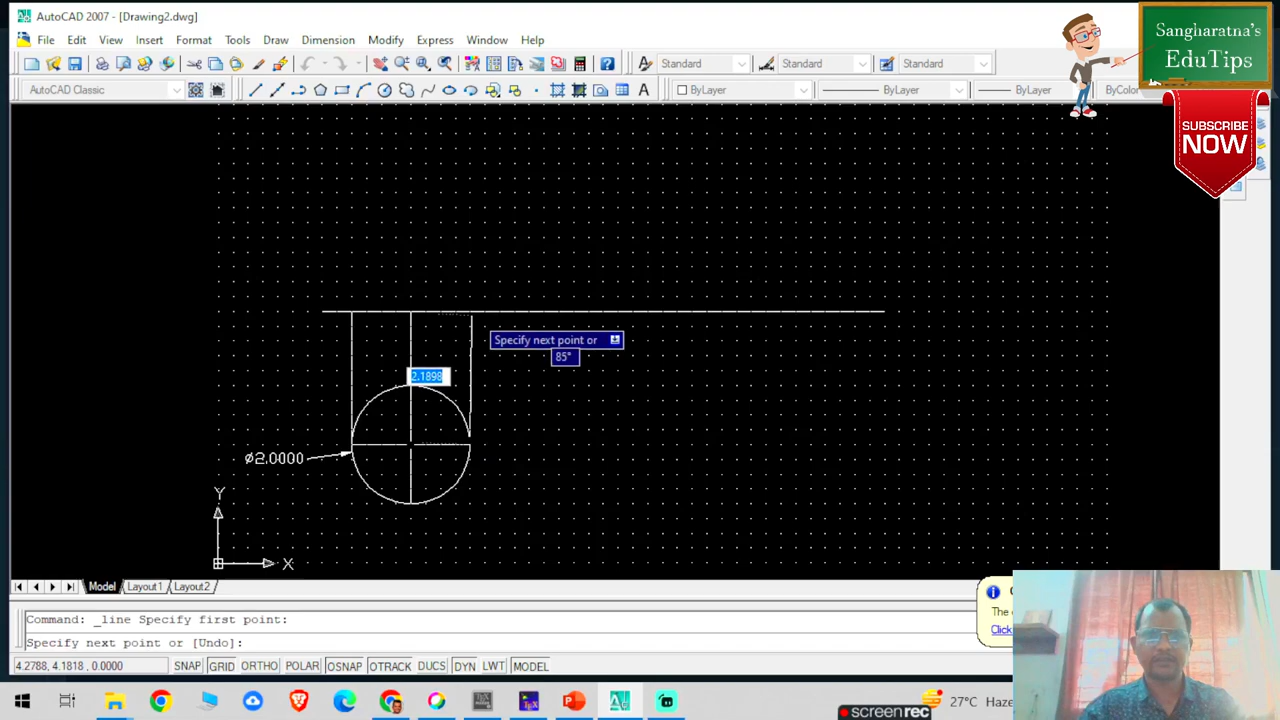 AutoCAD 2007 - [Drawing2.dwg]
File Edit View Insert Format Tools Draw Dimension Modify Express Window Help
Standard Standard Standard
AutoCAD Classic ByLayer ByLayer ByLayer ByColor
Sangharatna's
EduTips
SUBSCRIBE
NOW
Specify next point or
85°
2.1898
ø2.0000
Y
X
Model Layout1 Layout2
Command: _line Specify first point:
Specify next point or [Undo]:
The
Click
4.2788, 4.1818 , 0.0000 SNAP GRID ORTHO POLAR OSNAP OTRACK DUCS DYN LWT MODEL
27°C Haze
screenrec